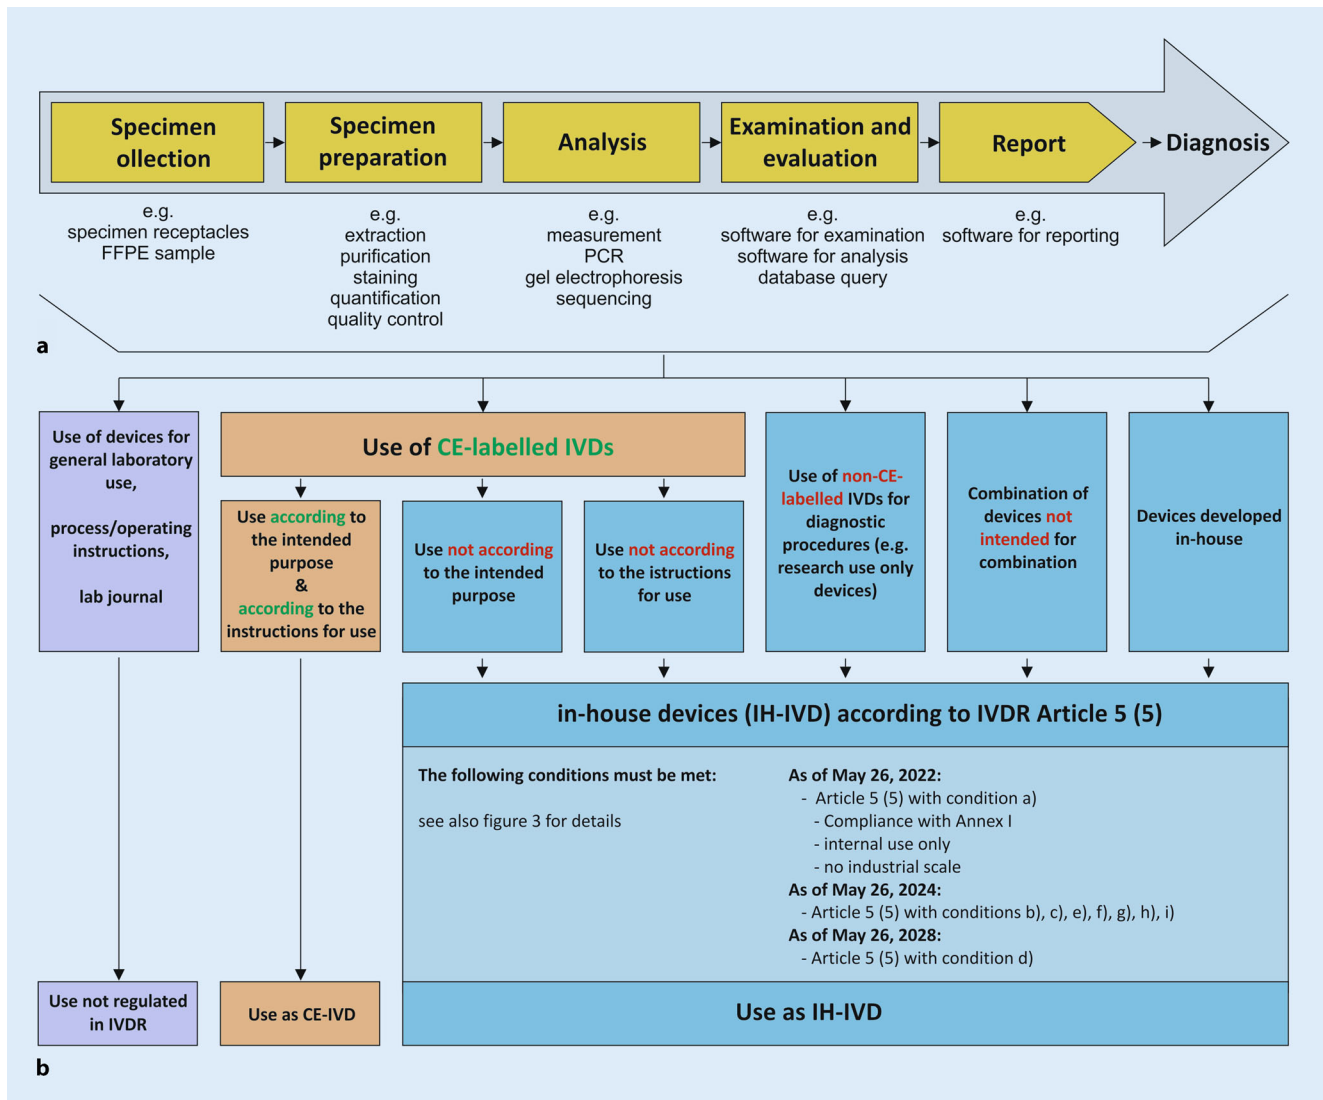 Specimen
ollection
Specimen
preparation
Analysis
Examination and
evaluation
Report
Diagnosis
e.g.
specimen receptacles
FFPE sample
e.g.
extraction
purification
staining
quantification
quality control
e.g.
measurement
PCR
gel electrophoresis
sequencing
e.g.
software for examination
software for analysis
database query
e.g.
software for reporting
a
Use of devices for
general laboratory
use,
process/operating
instructions,
lab journal
Use of CE-labelled IVDs
Use according to
the intended
purpose
&
according to the
instructions for use
Use not according
to the intended
purpose
Use not according
to the istructions
for use
Use of non-CE-
labelled IVDs for
diagnostic
procedures (e.g.
research use only
devices)
Combination of
devices not
intended for
combination
Devices developed
in-house
in-house devices (IH-IVD) according to IVDR Article 5 (5)
The following conditions must be met:
see also figure 3 for details
As of May 26, 2022:
- Article 5 (5) with condition a)
- Compliance with Annex I
- internal use only
- no industrial scale
As of May 26, 2024:
- Article 5 (5) with conditions b), c), e), f), g), h), i)
As of May 26, 2028:
- Article 5 (5) with condition d)
Use not regulated
in IVDR
Use as CE-IVD
Use as IH-IVD
b